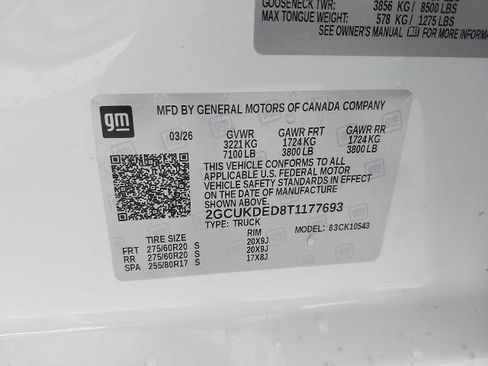 GOOSENECK TWR: 3856 KG / 8500 LBS
MAX TONGUE WEIGHT: 578 KG / 1275 LBS
SEE OWNER'S MANUAL FOR MORE INFORM
gm
MFD BY GENERAL MOTORS OF CANADA COMPANY
03/26 GVWR GAWR FRT GAWR RR
3221 KG 1724 KG 1724 KG
7100 LB 3800 LB 3800 LB
THIS VEHICLE CONFORMS TO ALL
APPLICABLE U.S. FEDERAL MOTOR
VEHICLE SAFETY STANDARDS IN EFFECT
ON THE DATE OF MANUFACTURE
SHOWN ABOVE.
2GCUKDED8T1177693
TYPE: TRUCK MODEL: 83CK10543
TIRE SIZE RIM
FRT 275/60R20 S 20X9J
RR 275/60R20 S 20X9J
SPA 255/80R17 S 17X8J